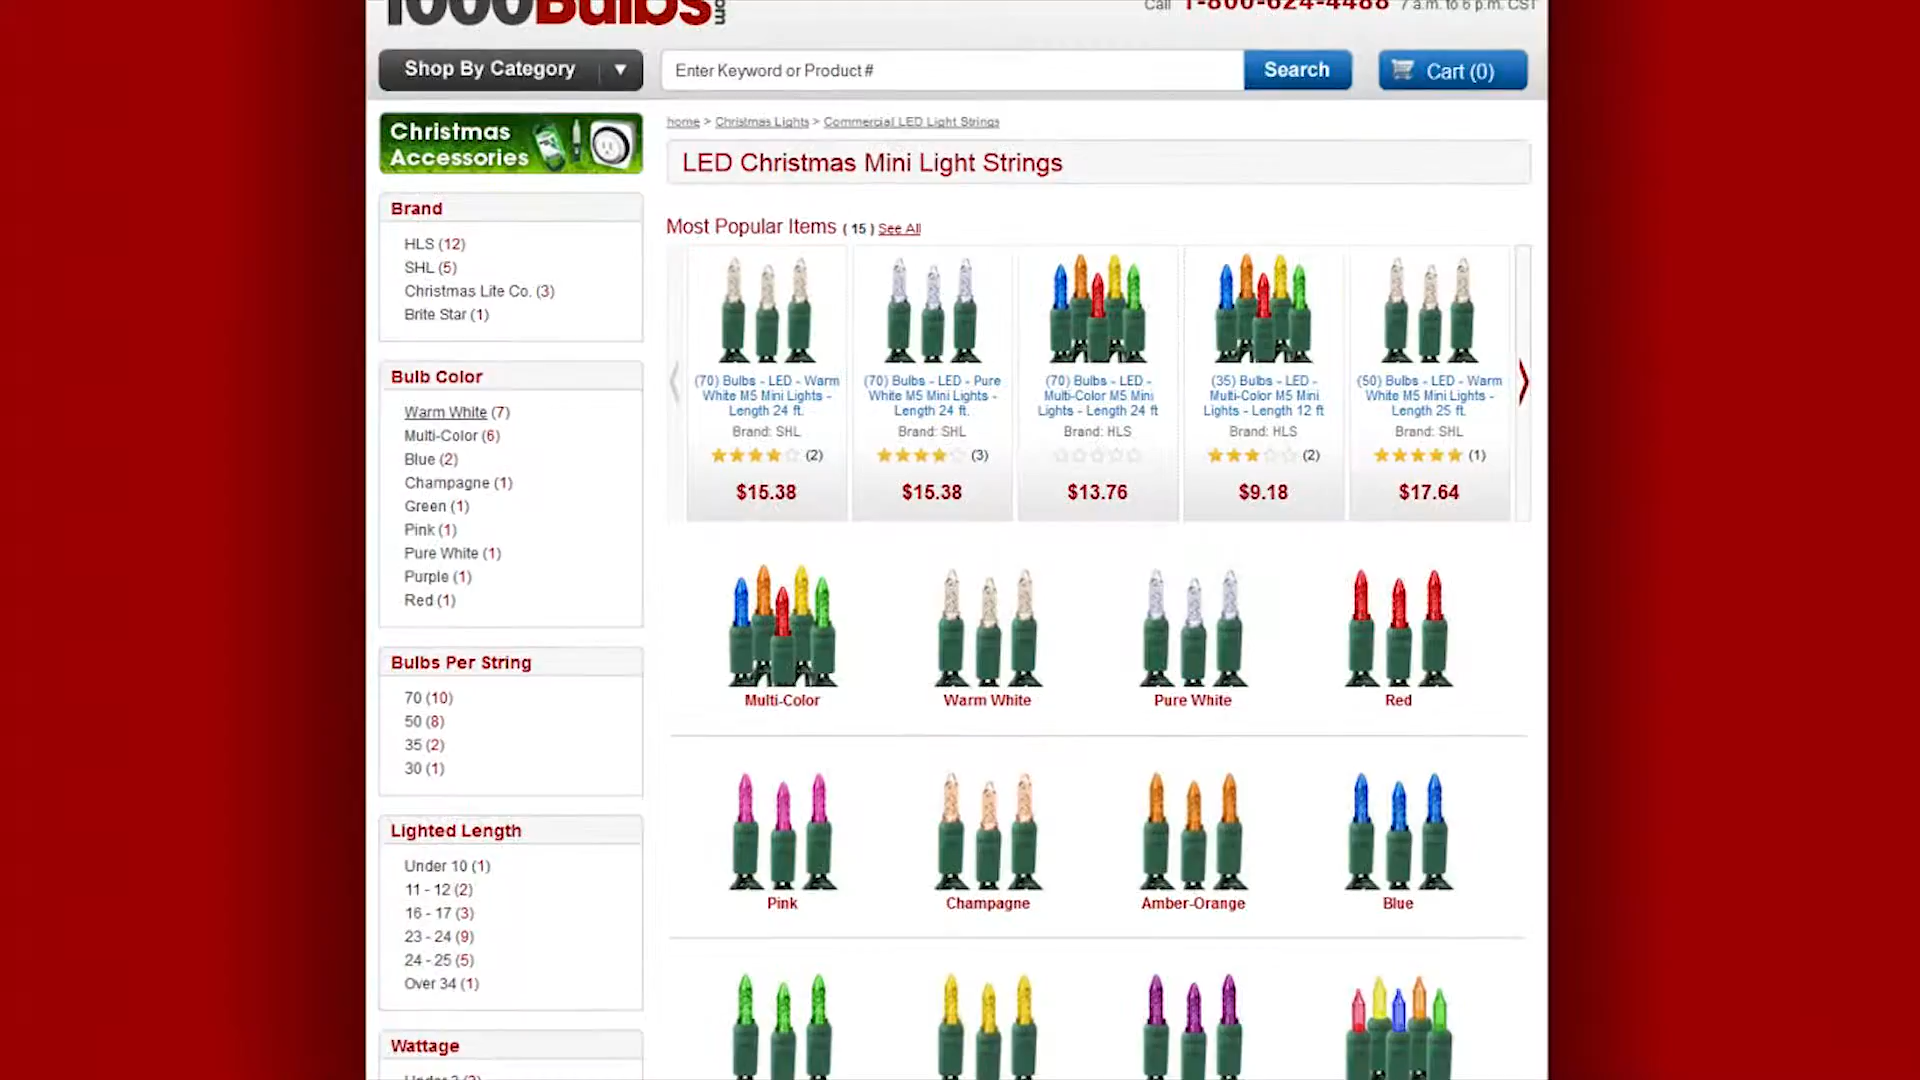 1000Bulbs
Call 1-800-624-4488 7 a.m. to 6 p.m. CST
Shop By Category
Enter Keyword or Product #
Search
Cart (0)
Christmas
Accessories
home > Christmas Lights > Commercial LED Light Strings
LED Christmas Mini Light Strings
Brand
HLS (12)
SHL (5)
Christmas Lite Co. (3)
Brite Star (1)
Bulb Color
Warm White (7)
Multi-Color (6)
Blue (2)
Champagne (1)
Green (1)
Pink (1)
Pure White (1)
Purple (1)
Red (1)
Bulbs Per String
70 (10)
50 (8)
35 (2)
30 (1)
Lighted Length
Under 10 (1)
11 - 12 (2)
16 - 17 (3)
23 - 24 (9)
24 - 25 (5)
Over 34 (1)
Wattage
Most Popular Items ( 15 ) See All
(70) Bulbs - LED - Warm
White M5 Mini Lights -
Length 24 ft.
Brand: SHL
(2)
$15.38
(70) Bulbs - LED - Pure
White M5 Mini Lights -
Length 24 ft.
Brand: SHL
(3)
$15.38
(70) Bulbs - LED -
Multi-Color M5 Mini
Lights - Length 24 ft
Brand: HLS
$13.76
(35) Bulbs - LED -
Multi-Color M5 Mini
Lights - Length 12 ft
Brand: HLS
(2)
$9.18
(50) Bulbs - LED - Warm
White M5 Mini Lights -
Length 25 ft.
Brand: SHL
(1)
$17.64
Multi-Color
Warm White
Pure White
Red
Pink
Champagne
Amber-Orange
Blue